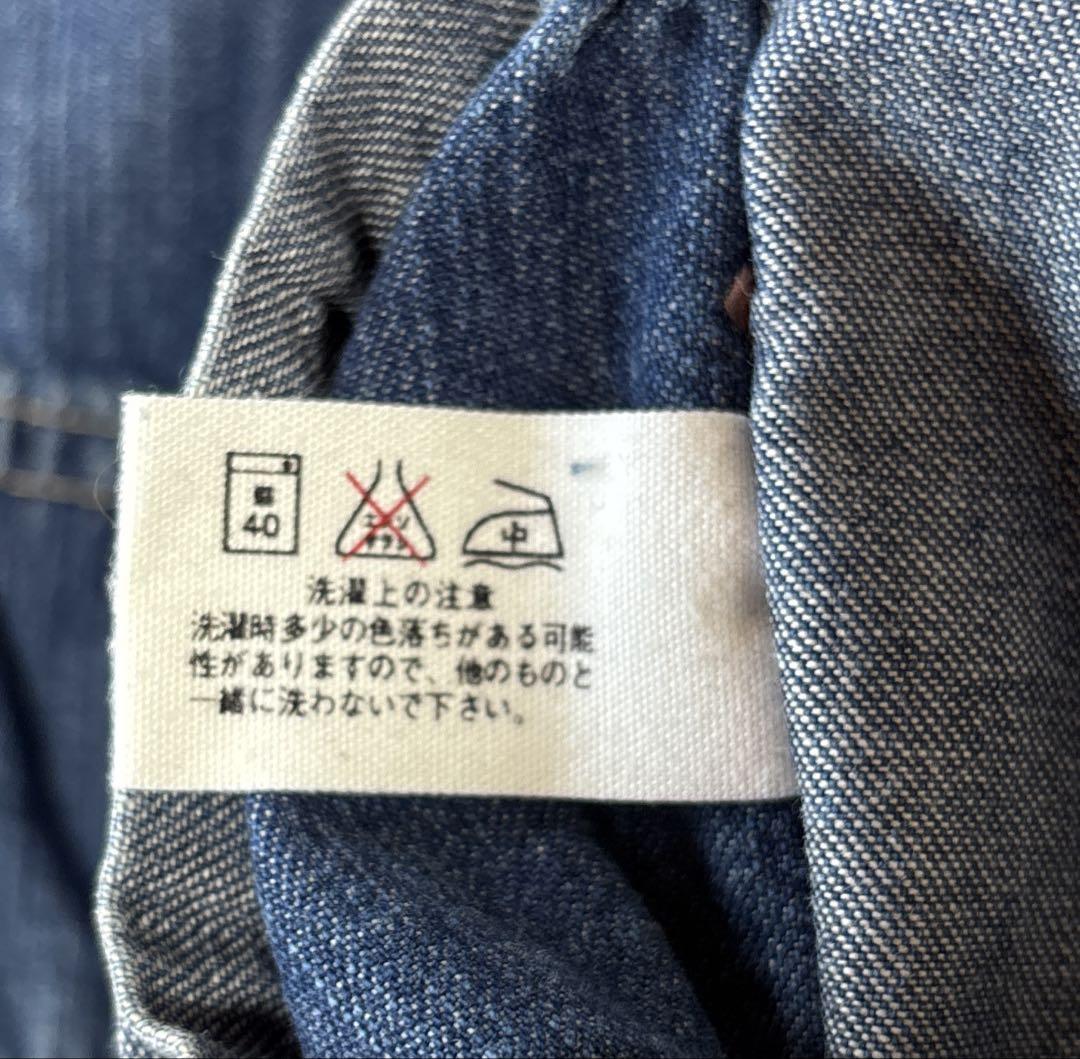 40
エンソ
サラシ
中
洗濯上の注意
洗濯時多少の色落ちがある可能
性がありますので、他のものと
一緒に洗わないで下さい。